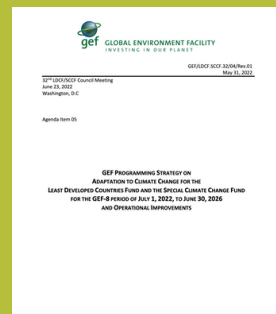 gef GLOBAL ENVIRONMENT FACILITY
INVESTING IN OUR PLANET
GEF/LDCF.SCCF.32/04/Rev.01
May 31, 2022
32nd LDCF/SCCF Council Meeting
June 23, 2022
Washington, D.C
Agenda Item 05
GEF PROGRAMMING STRATEGY ON
ADAPTATION TO CLIMATE CHANGE FOR THE
LEAST DEVELOPED COUNTRIES FUND AND THE SPECIAL CLIMATE CHANGE FUND
FOR THE GEF-8 PERIOD OF JULY 1, 2022, TO JUNE 30, 2026
AND OPERATIONAL IMPROVEMENTS